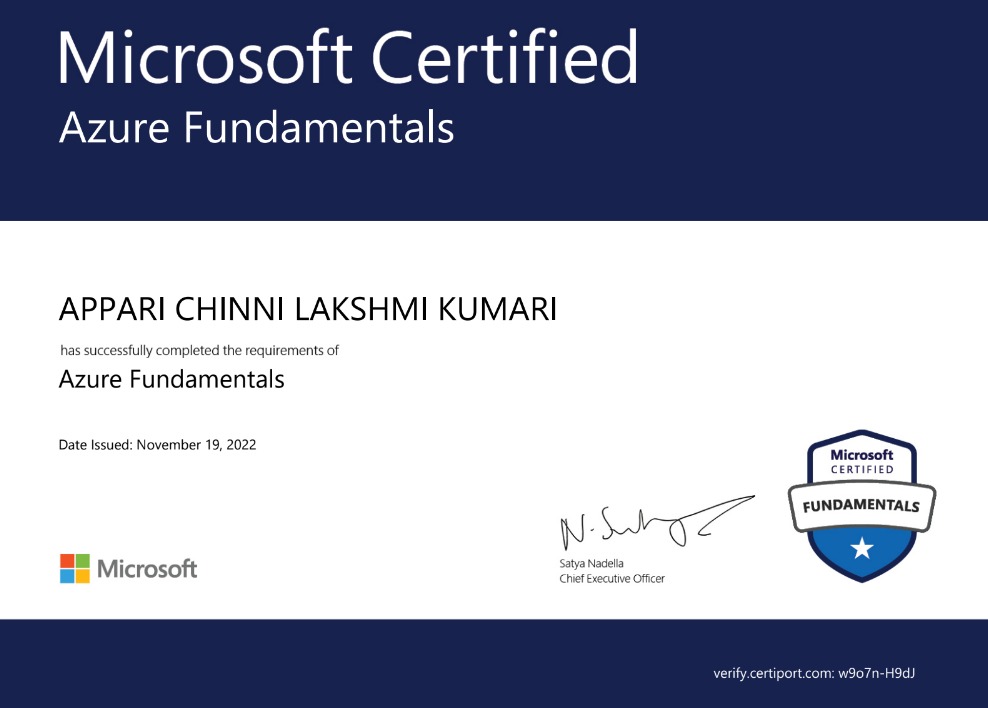 Microsoft Certified
Azure Fundamentals
APPARI CHINNI LAKSHMI KUMARI
has successfully completed the requirements of
Azure Fundamentals
Date Issued: November 19, 2022
Microsoft
CERTIFIED
FUNDAMENTALS
N. Satya
Satya Nadella
Chief Executive Officer
Microsoft
verify.certiport.com: w9o7n-H9dJ